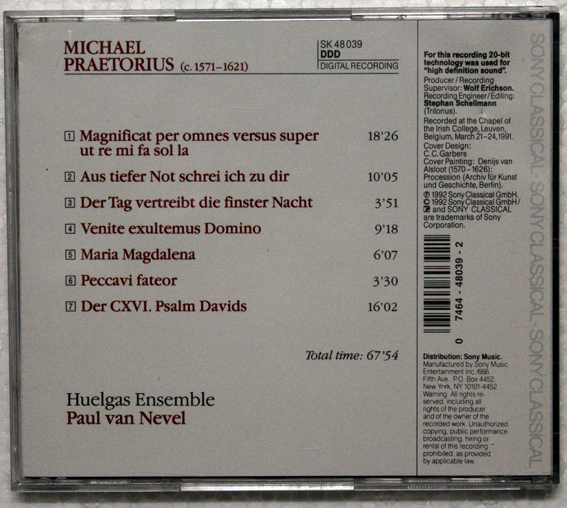 MICHAEL
PRAETORIUS (c. 1571–1621)
SK 48 039
DDD
DIGITAL RECORDING
1 Magnificat per omnes versus super
ut re mi fa sol la 18'26
2 Aus tiefer Not schrei ich zu dir 10'05
3 Der Tag vertreibt die finster Nacht 3'51
4 Venite exultemus Domino 9'18
5 Maria Magdalena 6'07
6 Peccavi fateor 3'30
7 Der CXVI. Psalm Davids 16'02
Total time: 67'54
Huelgas Ensemble
Paul van Nevel
For this recording 20-bit
technology was used for
"high definition sound".
Producer / Recording
Supervisor: Wolf Erichson.
Recording Engineer / Editing:
Stephan Schellmann
(Tritonus).
Recorded at the Chapel of
the Irish College, Leuven,
Belgium, March 21–24, 1991.
Cover Design:
C. C. Garbers
Cover Painting: Denijs van
Alsloot (1570–1626):
Procession (Archiv für Kunst
und Geschichte, Berlin).
℗ 1992 Sony Classical GmbH.
© 1992 Sony Classical GmbH /
and SONY CLASSICAL
are trademarks of Sony
Corporation.
0 7464-48039-2
Distribution: Sony Music.
Manufactured by Sony Music
Entertainment Inc. / 666
Fifth Ave., P.O. Box 4452,
New York, NY 10101-4452
Warning: All rights re-
served, including all
rights of the producer
and of the owner of the
recorded work. Unauthorized
copying, public performance,
broadcasting, hiring or
rental of this recording
prohibited, as provided
by applicable law.
SONY CLASSICAL · SONY CLASSICAL · SONY CLASSICAL